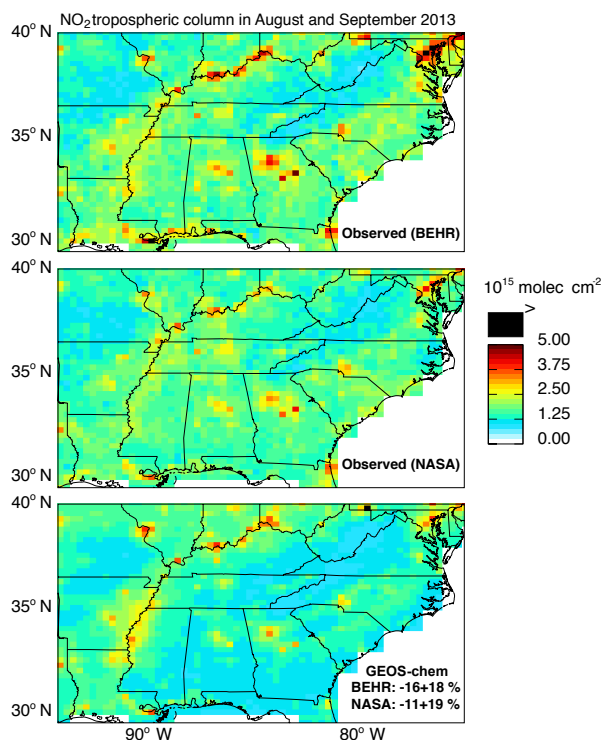 NO2 tropospheric column in August and September 2013
40° N
35° N
30° N
Observed (BEHR)
40° N
35° N
30° N
Observed (NASA)
10^15 molec cm^2
>
5.00
3.75
2.50
1.25
0.00
40° N
35° N
30° N
GEOS-chem
BEHR: -16+18 %
NASA: -11+19 %
90° W
80° W